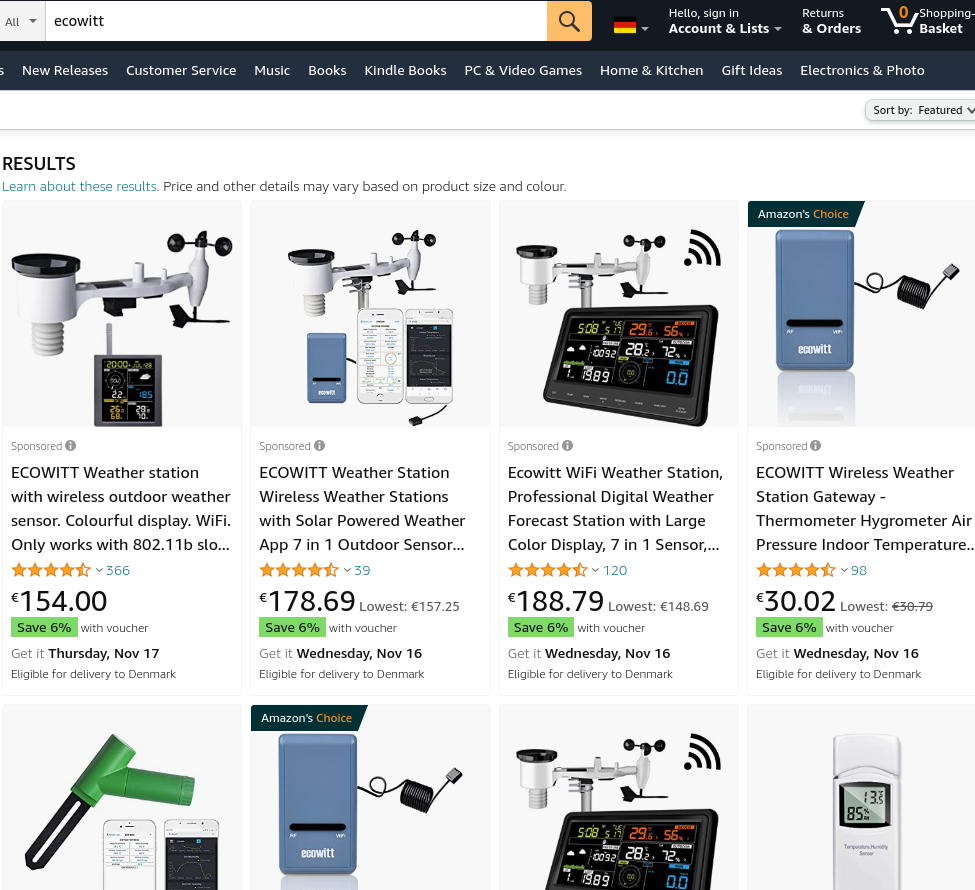 All ecowitt
Hello, sign in
Account & Lists
Returns
& Orders
0 Shopping-
Basket
s New Releases Customer Service Music Books Kindle Books PC & Video Games Home & Kitchen Gift Ideas Electronics & Photo
Sort by: Featured
RESULTS
Learn about these results. Price and other details may vary based on product size and colour.
Amazon's Choice
RF WiFi
ecowitt
ecowitt
Sponsored
ECOWITT Weather station
with wireless outdoor weather
sensor. Colourful display. WiFi.
Only works with 802.11b slo...
366
€154.00
Save 6% with voucher
Get it Thursday, Nov 17
Eligible for delivery to Denmark
Sponsored
ECOWITT Weather Station
Wireless Weather Stations
with Solar Powered Weather
App 7 in 1 Outdoor Sensor...
39
€178.69 Lowest: €157.25
Save 6% with voucher
Get it Wednesday, Nov 16
Eligible for delivery to Denmark
Sponsored
Ecowitt WiFi Weather Station,
Professional Digital Weather
Forecast Station with Large
Color Display, 7 in 1 Sensor,...
120
€188.79 Lowest: €148.69
Save 6% with voucher
Get it Wednesday, Nov 16
Eligible for delivery to Denmark
Sponsored
ECOWITT Wireless Weather
Station Gateway -
Thermometer Hygrometer Air
Pressure Indoor Temperature...
98
€30.02 Lowest: €30.79
Save 6% with voucher
Get it Wednesday, Nov 16
Eligible for delivery to Denmark
Amazon's Choice
RF WiFi
ecowitt
13.5
85%
Temperature/Humidity
Sensor